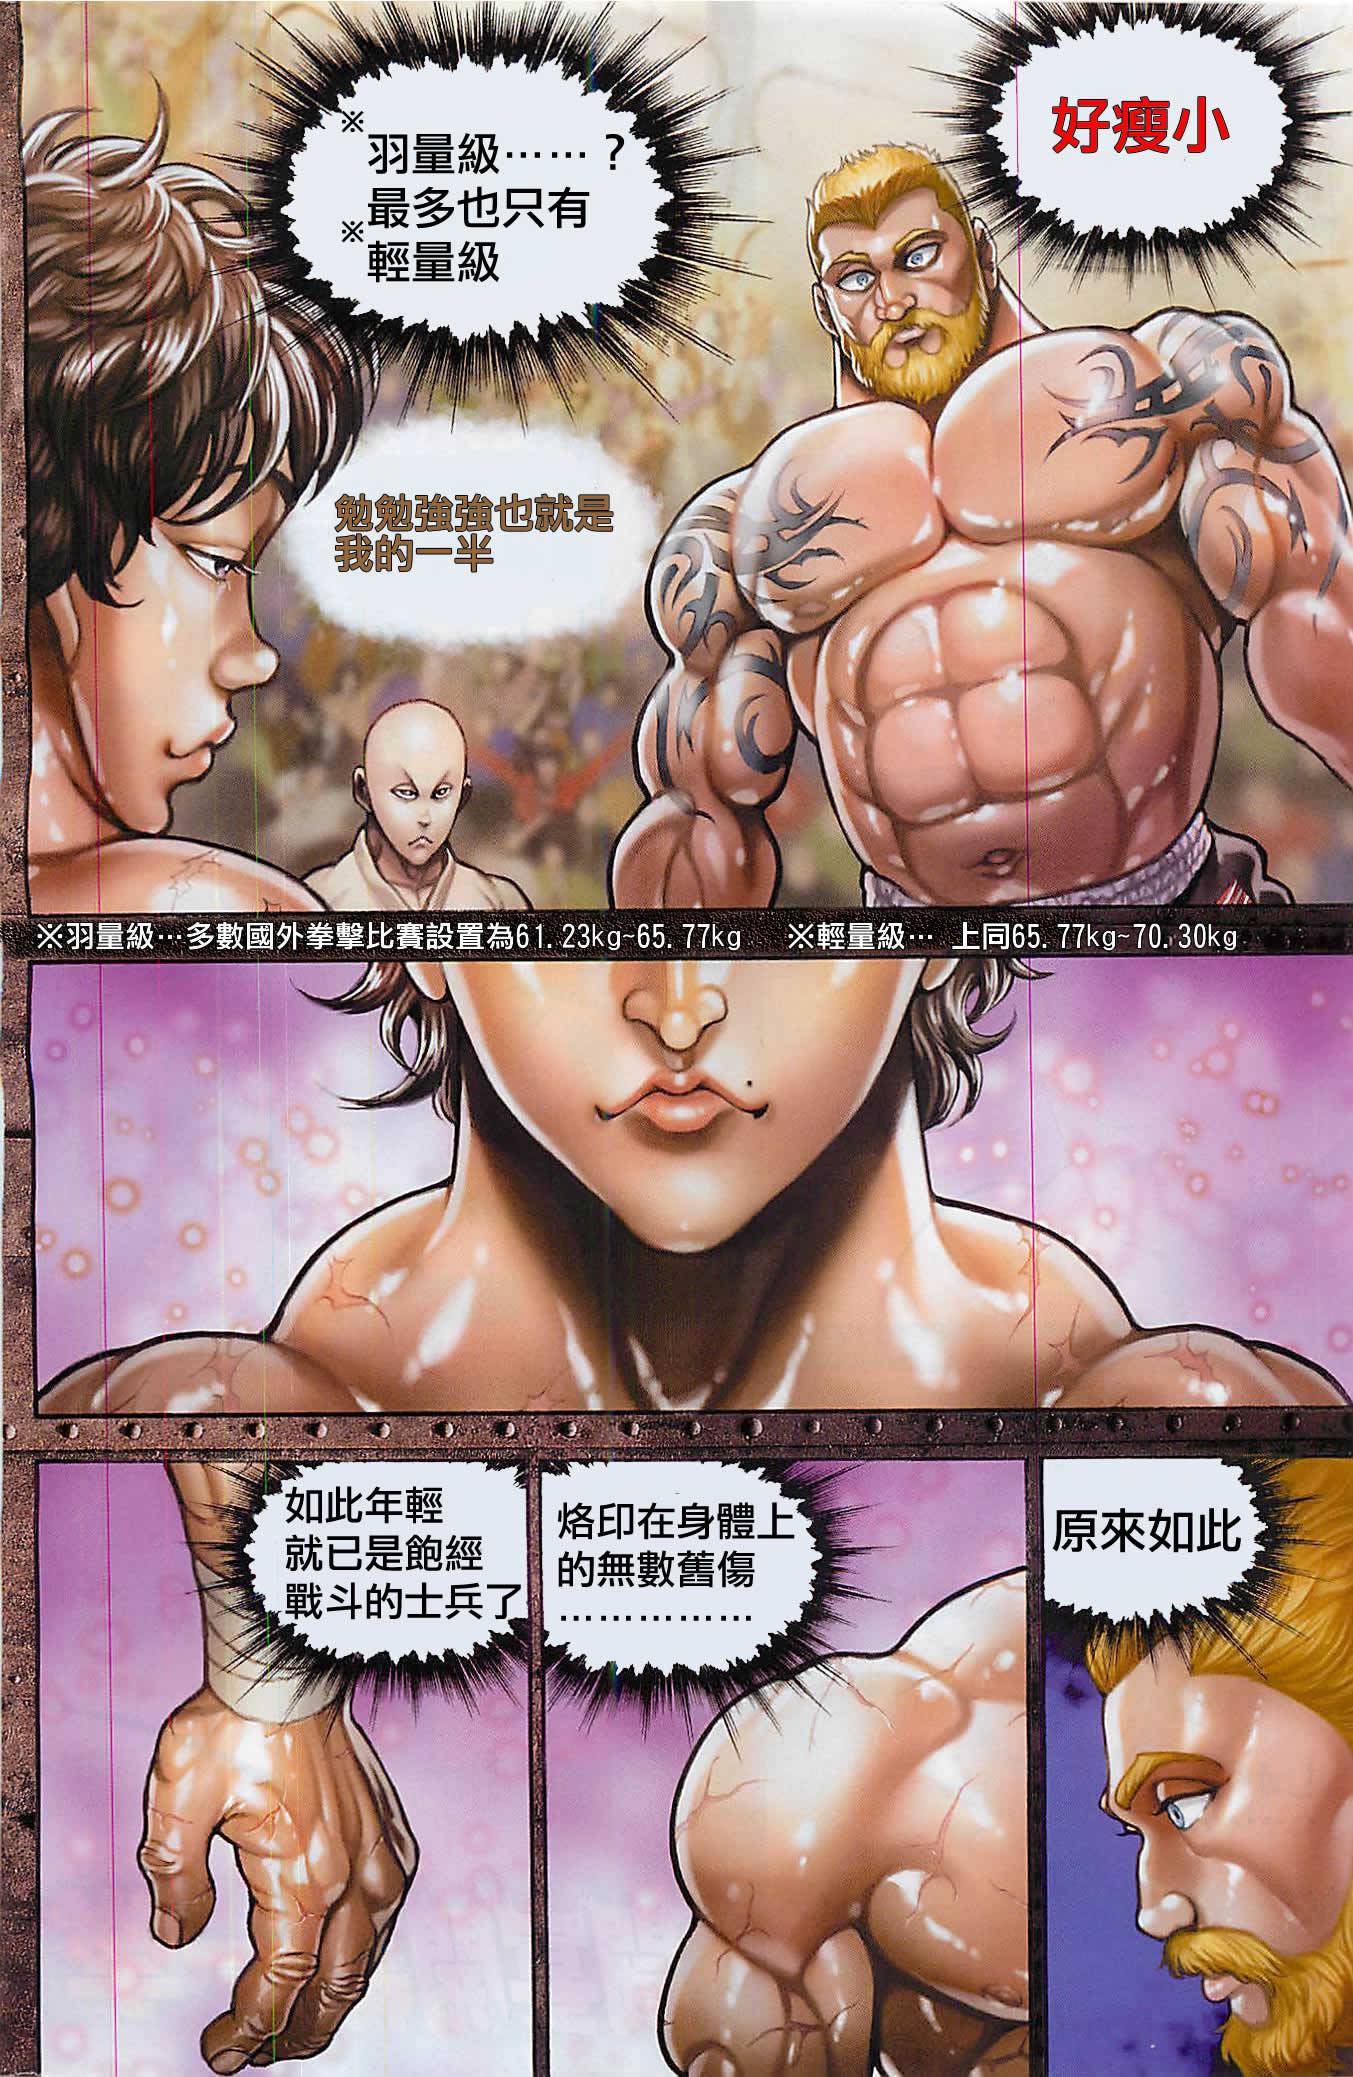 好瘦小
※羽量級……？
最多也只有
※輕量級
勉勉強強也就是
我的一半
※羽量級…多數國外拳擊比賽設置為61.23kg~65.77kg ※輕量級… 上同65.77kg~70.30kg
原來如此
烙印在身體上
的無數舊傷
……………
如此年輕
就已是飽經
戰斗的士兵了